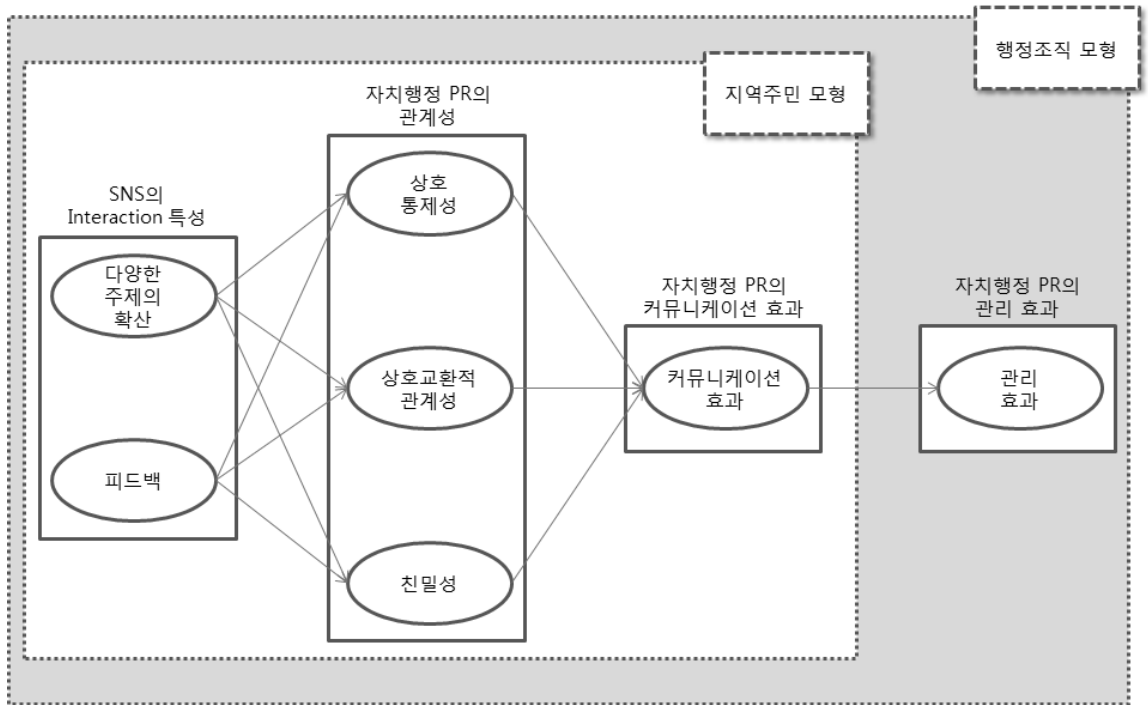 행정조직 모형
지역주민 모형
자치행정 PR의
관계성
상호
통제성
SNS의
Interaction 특성
다양한
주제의
확산
자치행정 PR의
커뮤니케이션 효과
자치행정 PR의
관리 효과
상호교환적
관계성
커뮤니케이션
효과
관리
효과
피드백
친밀성